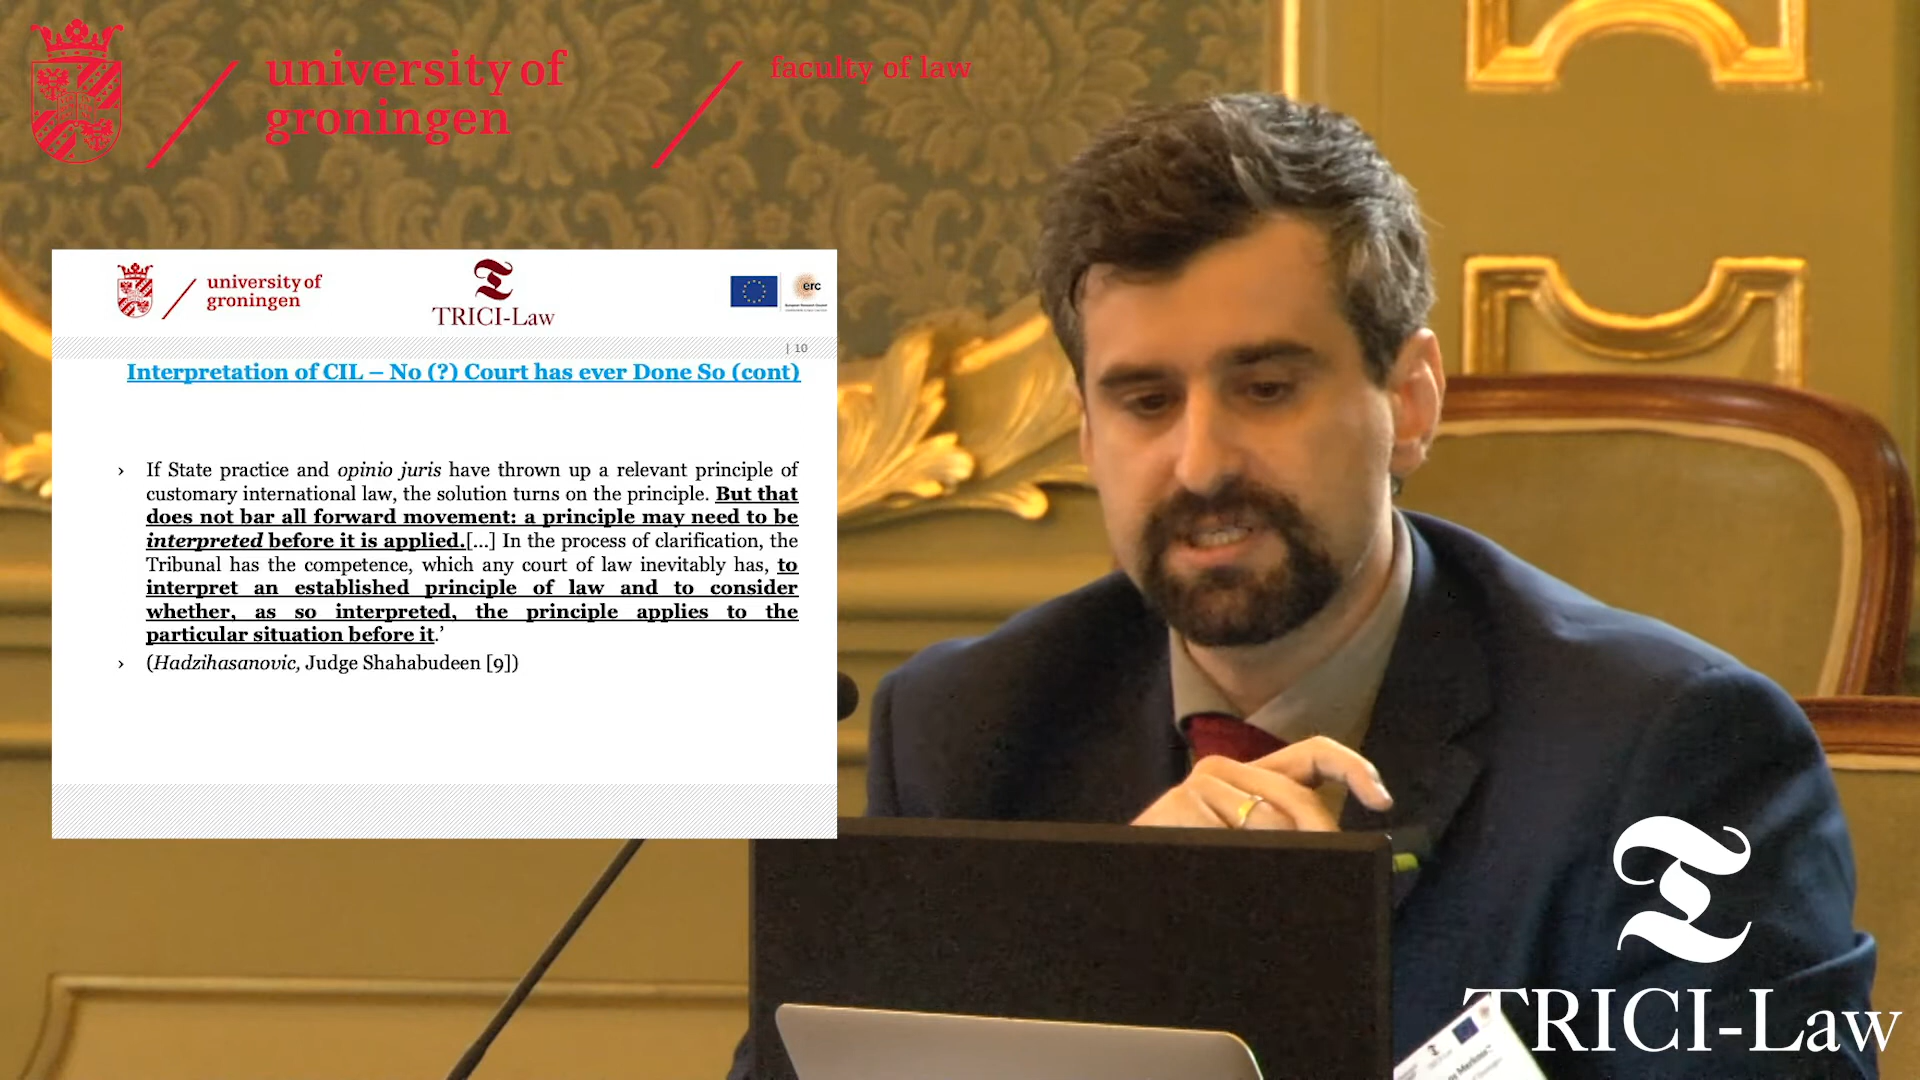 university of
groningen
faculty of law
university of
groningen
TRICI-Law
erc
| 10
Interpretation of CIL – No (?) Court has ever Done So (cont)
› If State practice and opinio juris have thrown up a relevant principle of
customary international law, the solution turns on the principle. But that
does not bar all forward movement: a principle may need to be
interpreted before it is applied.[...] In the process of clarification, the
Tribunal has the competence, which any court of law inevitably has, to
interpret an established principle of law and to consider
whether, as so interpreted, the principle applies to the
particular situation before it.’
› (Hadzihasanovic, Judge Shahabudeen [9])
TRICI-Law